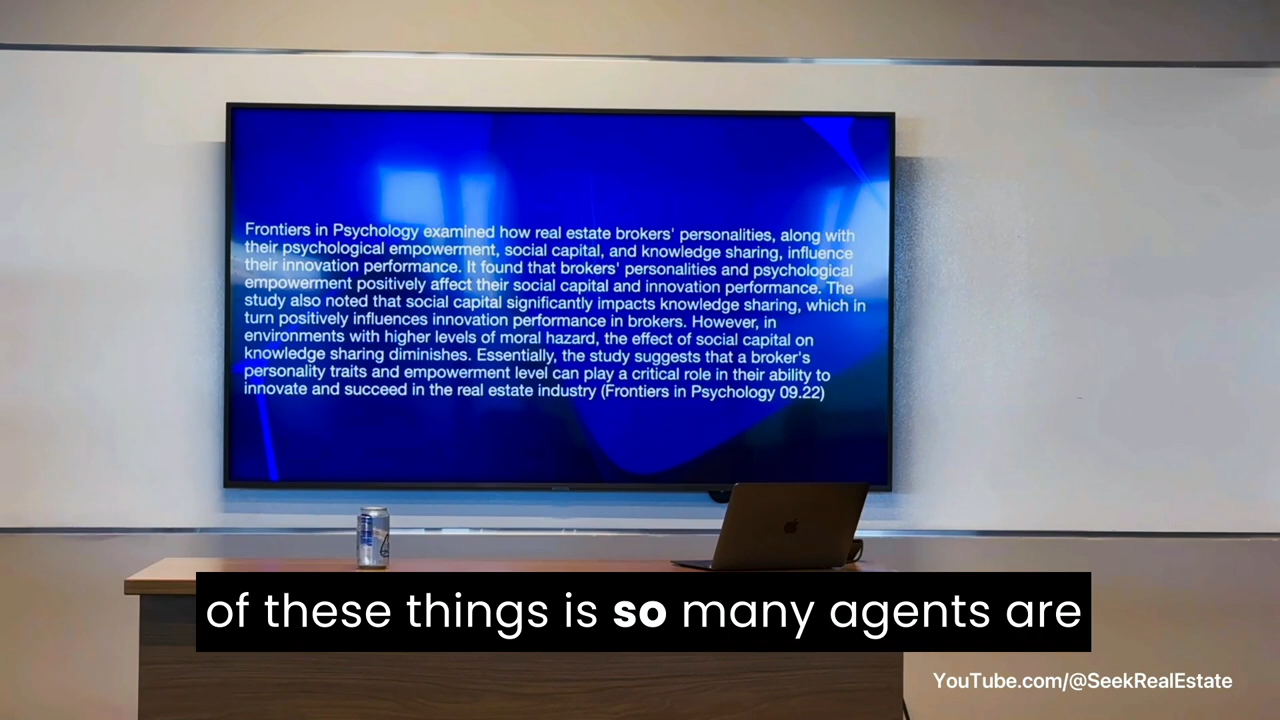 Frontiers in Psychology examined how real estate brokers' personalities, along with
their psychological empowerment, social capital, and knowledge sharing, influence
their innovation performance. It found that brokers' personalities and psychological
empowerment positively affect their social capital and innovation performance. The
study also noted that social capital significantly impacts knowledge sharing, which in
turn positively influences innovation performance in brokers. However, in
environments with higher levels of moral hazard, the effect of social capital on
knowledge sharing diminishes. Essentially, the study suggests that a broker's
personality traits and empowerment level can play a critical role in their ability to
innovate and succeed in the real estate industry (Frontiers in Psychology 09.22)
of these things is so many agents are
YouTube.com/@SeekRealEstate